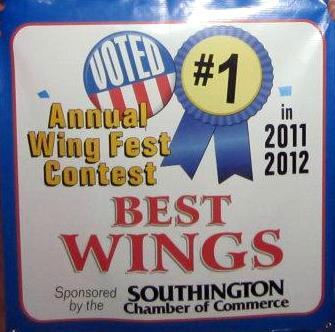 VOTED
#1
Annual
Wing Fest
Contest
in
2011
2012
BEST
WINGS
Sponsored
by the
SOUTHINGTON
Chamber of Commerce